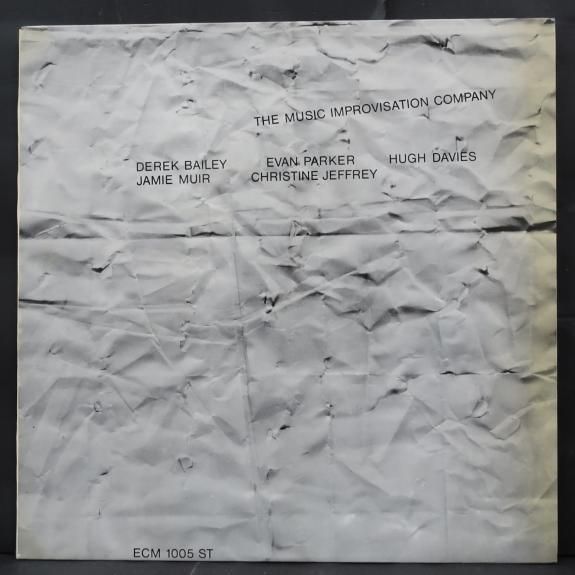 THE MUSIC IMPROVISATION COMPANY
DEREK BAILEY EVAN PARKER HUGH DAVIES
JAMIE MUIR CHRISTINE JEFFREY
ECM 1005 ST